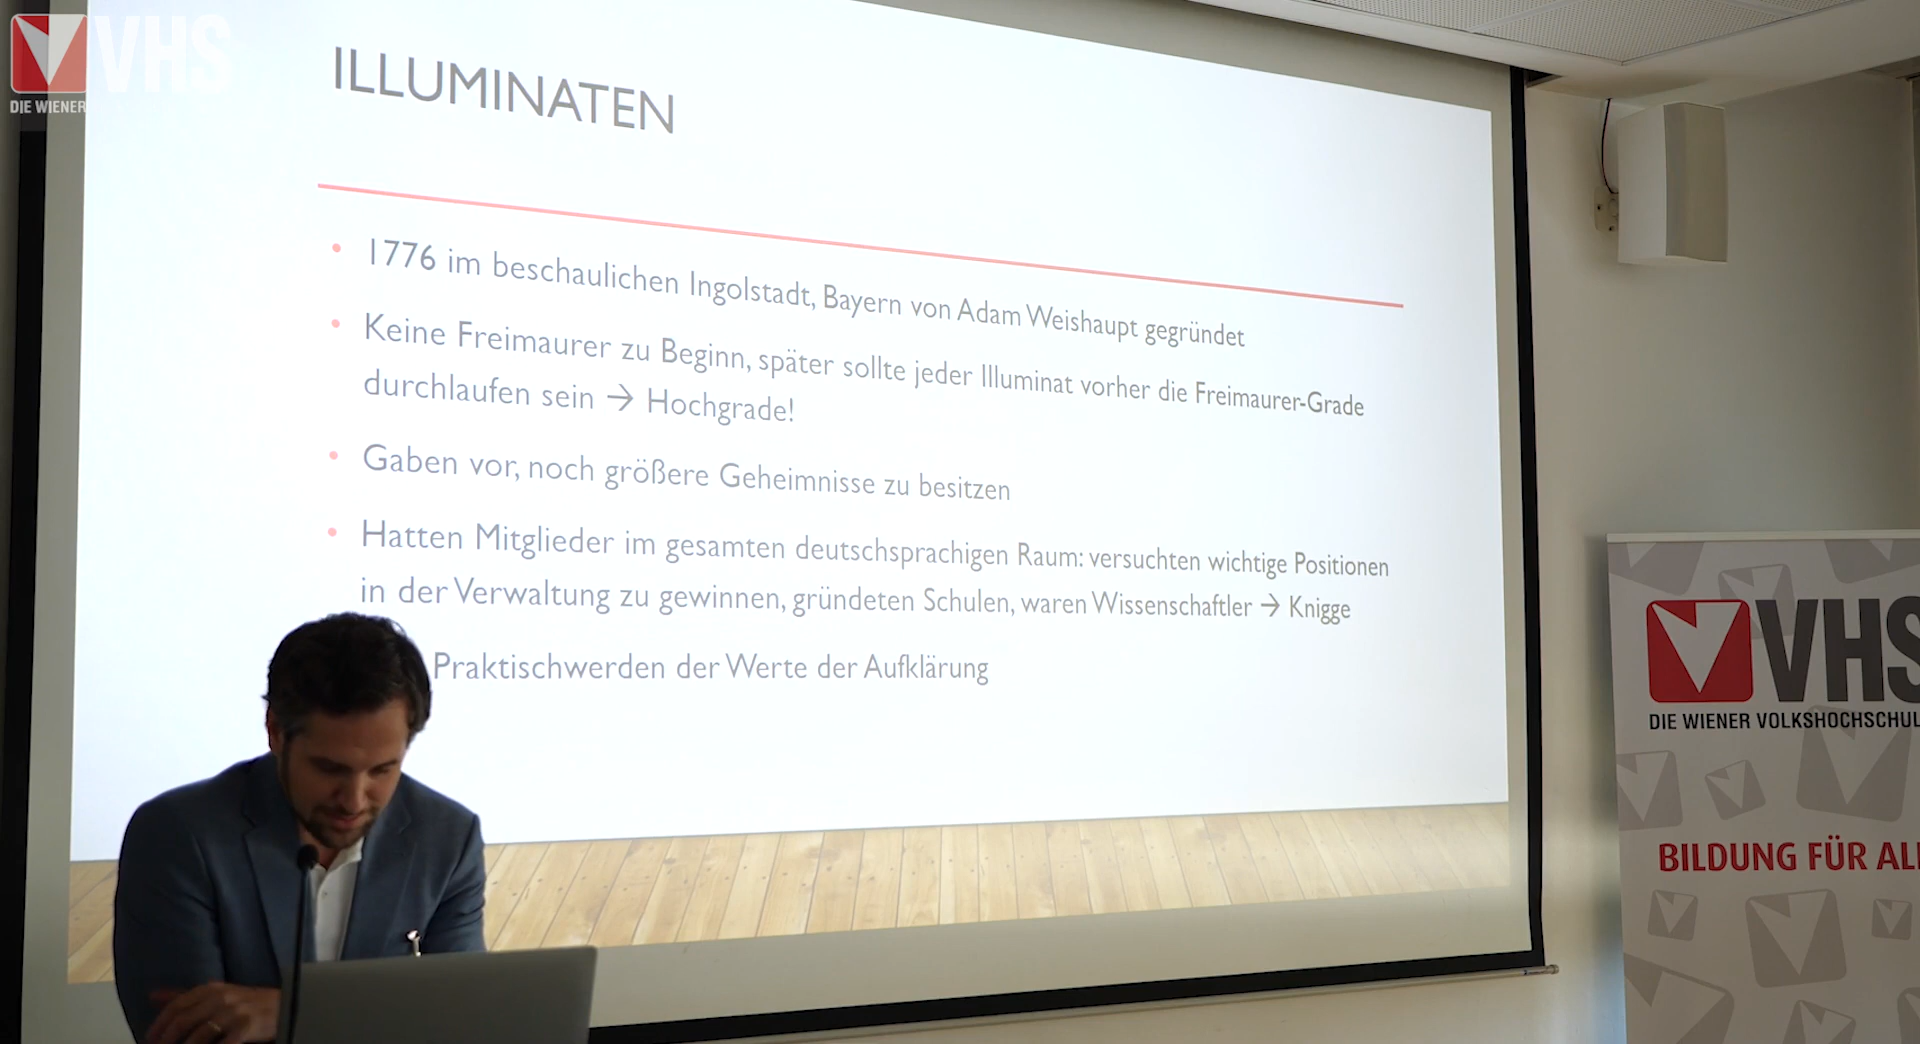 VHS
DIE WIENER
ILLUMINATEN
• 1776 im beschaulichen Ingolstadt, Bayern von Adam Weishaupt gegründet
• Keine Freimaurer zu Beginn, später sollte jeder Illuminat vorher die Freimaurer-Grade
durchlaufen sein → Hochgrade!
• Gaben vor, noch größere Geheimnisse zu besitzen
• Hatten Mitglieder im gesamten deutschsprachigen Raum: versuchten wichtige Positionen
in der Verwaltung zu gewinnen, gründeten Schulen, waren Wissenschaftler → Knigge
Praktischwerden der Werte der Aufklärung
VHS
DIE WIENER VOLKSHOCHSCHUL
BILDUNG FÜR ALL